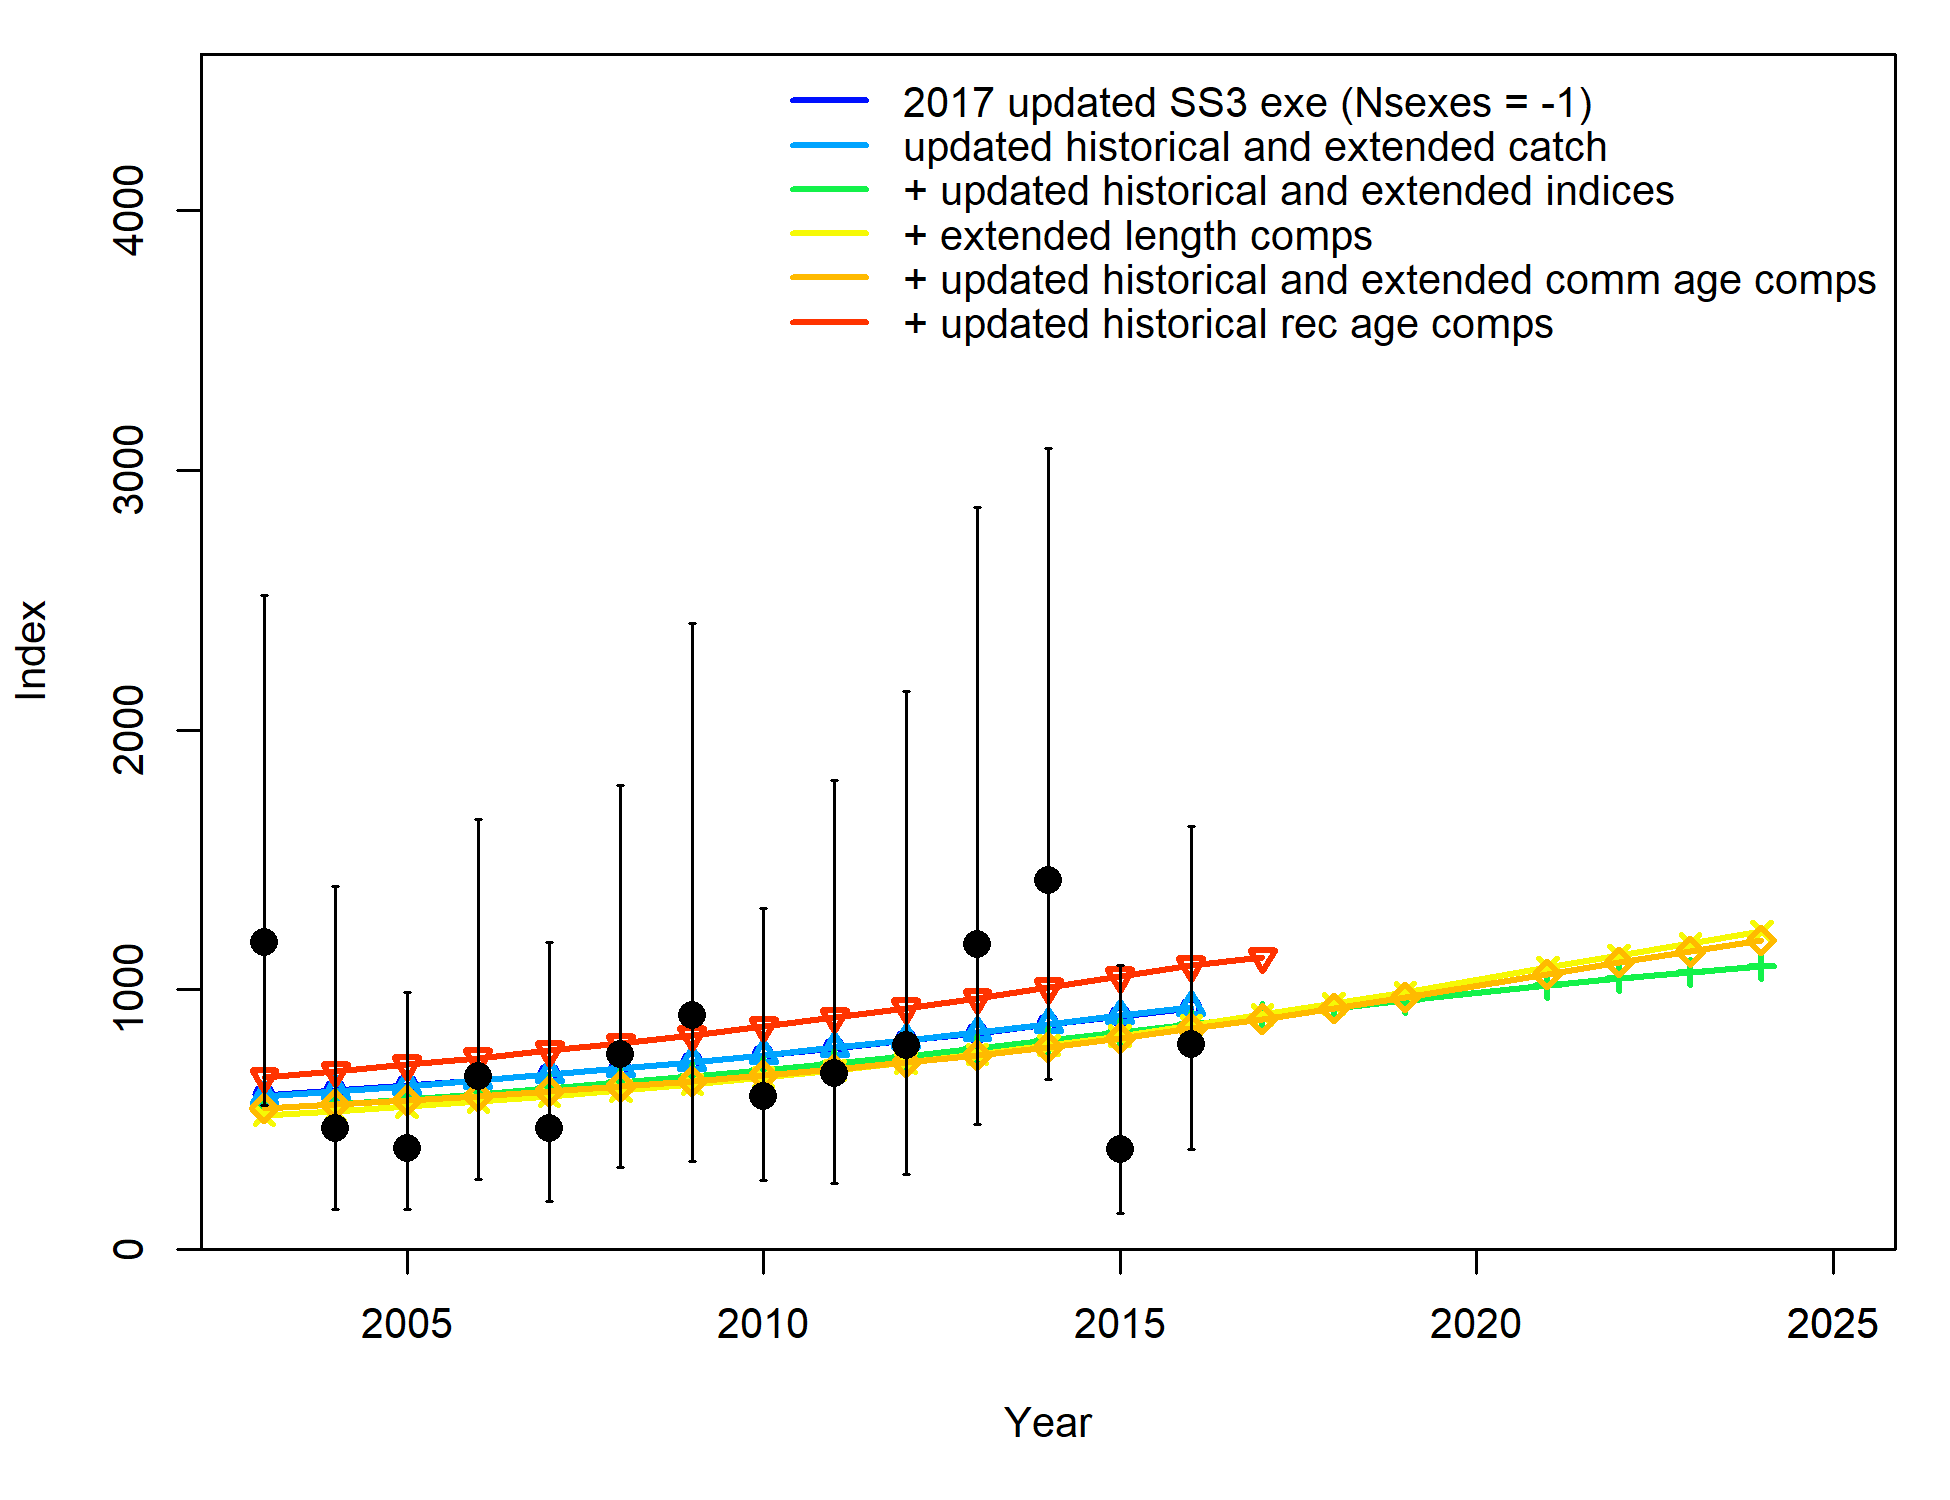 2017 updated SS3 exe (Nsexes = -1)
updated historical and extended catch
+ updated historical and extended indices
+ extended length comps
+ updated historical and extended comm age comps
+ updated historical rec age comps
4000
3000
2000
1000
0
Index
2005 2010 2015 2020 2025
Year